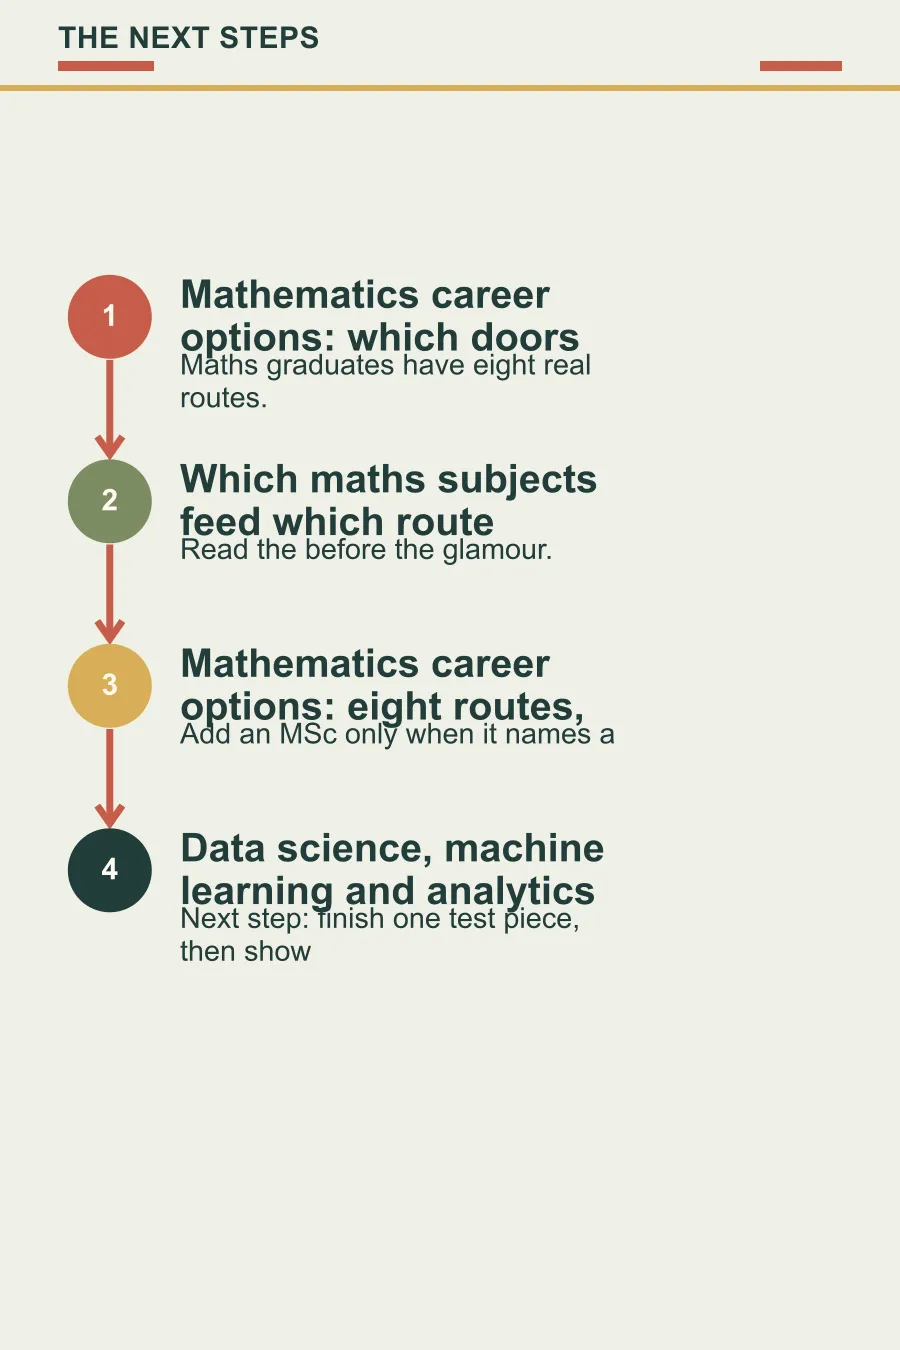 THE NEXT STEPS
1
Mathematics career
options: which doors
Maths graduates have eight real
routes.
2
Which maths subjects
feed which route
Read the before the glamour.
3
Mathematics career
options: eight routes,
Add an MSc only when it names a
4
Data science, machine
learning and analytics
Next step: finish one test piece,
then show